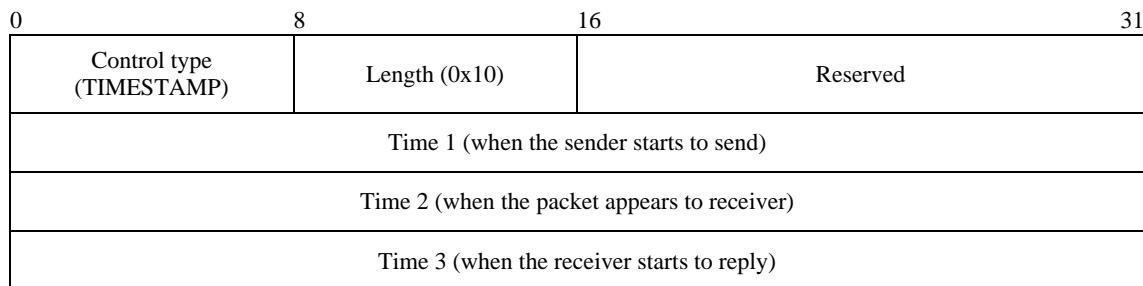 0 8 16 31
Control type
(TIMESTAMP)
Length (0x10)
Reserved
Time 1 (when the sender starts to send)
Time 2 (when the packet appears to receiver)
Time 3 (when the receiver starts to reply)